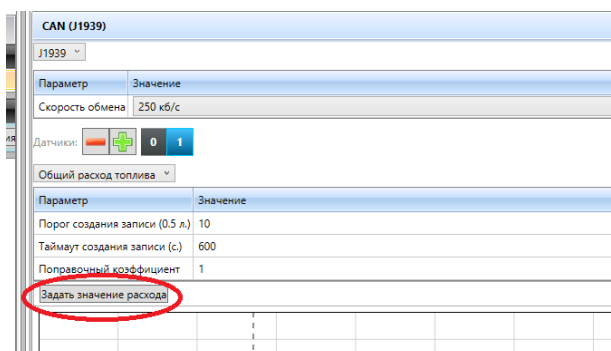 CAN (J1939)
J1939
Параметр Значение
Скорость обмена 250 кб/с
Датчики: 0 1
Общий расход топлива
Параметр Значение
Порог создания записи (0.5 л.) 10
Таймаут создания записи (с.) 600
Поправочный коэффициент 1
Задать значение расхода